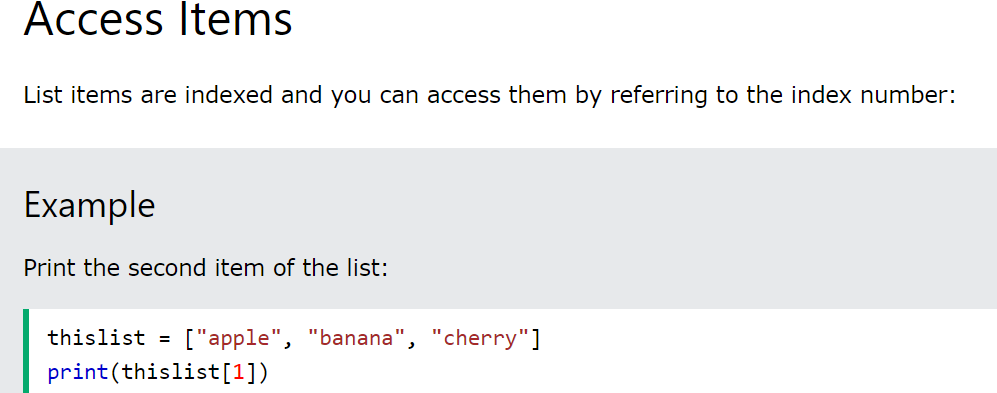 Access Items
List items are indexed and you can access them by referring to the index number:
Example
Print the second item of the list:
thislist = ["apple", "banana", "cherry"]
print(thislist[1])